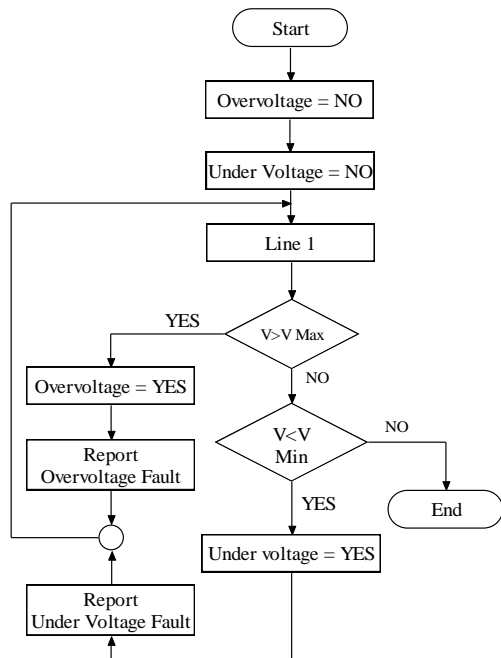 Start
Overvoltage = NO
Under Voltage = NO
Line 1
YES
V>V Max
Overvoltage = YES
NO
V<V
Min
NO
Report
Overvoltage Fault
YES
End
Under voltage = YES
Report
Under Voltage Fault